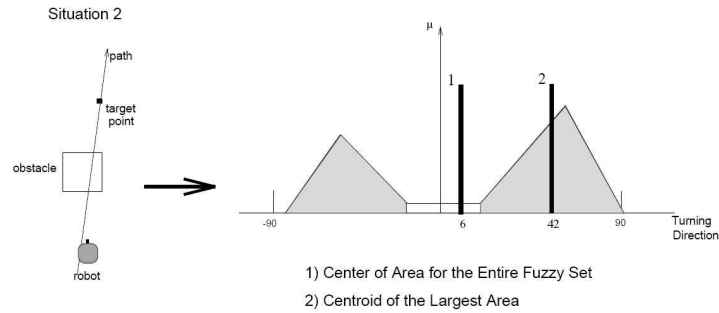 Situation 2
path
target
point
obstacle
robot
μ
1
2
-90
6
42
90
Turning
Direction
1) Center of Area for the Entire Fuzzy Set
2) Centroid of the Largest Area